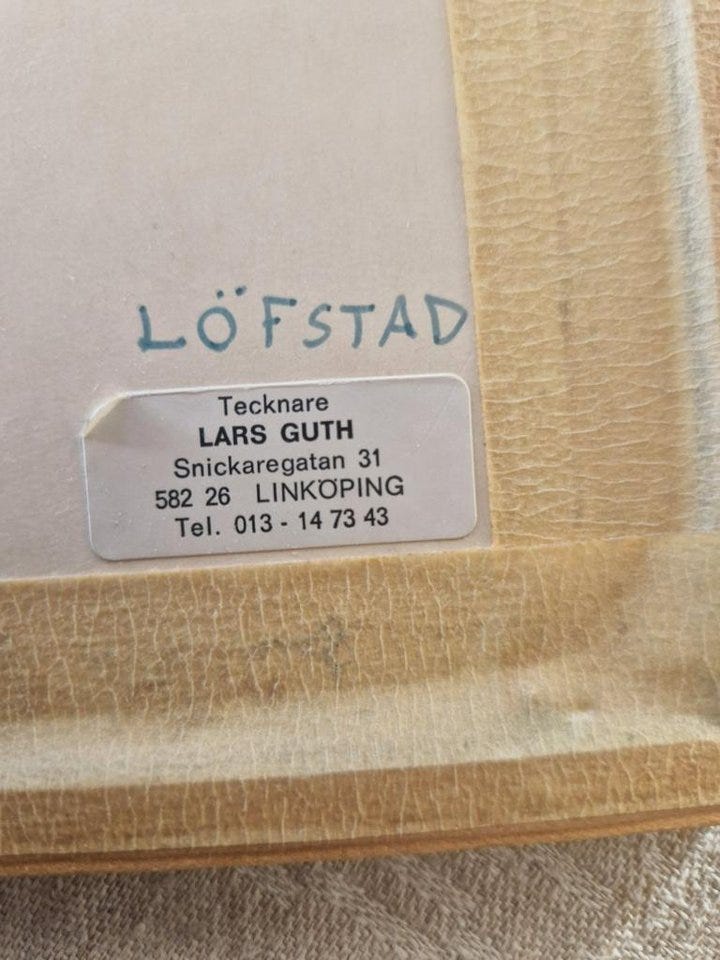 LÖFSTAD
Tecknare
LARS GUTH
Snickaregatan 31
582 26 LINKÖPING
Tel. 013 - 14 73 43